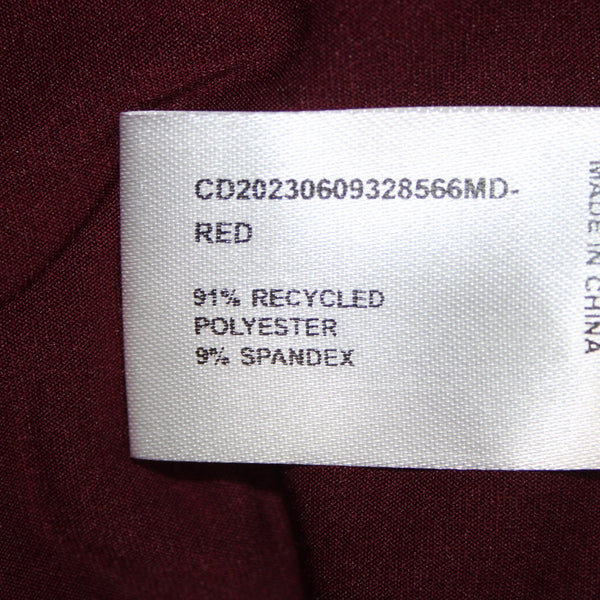 CD20230609328566MD-
RED
91% RECYCLED
POLYESTER
9% SPANDEX
MADE IN CHINA